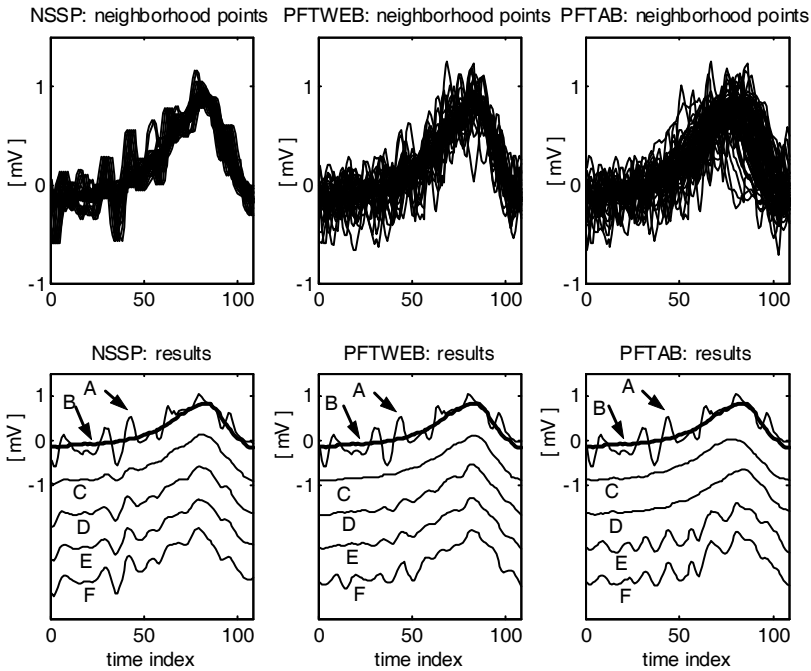 NSSP: neighborhood points
PFTWEB: neighborhood points
PFTAB: neighborhood points
[ mV ]
1
0
-1
0
50
100
[ mV ]
1
0
-1
0
50
100
[ mV ]
1
0
-1
0
50
100
NSSP: results
PFTWEB: results
PFTAB: results
[ mV ]
1
0
-1
A
B
C
D
E
F
0
50
100
time index
[ mV ]
1
0
-1
A
B
C
D
E
F
0
50
100
time index
[ mV ]
1
0
-1
A
B
C
D
E
F
0
50
100
time index